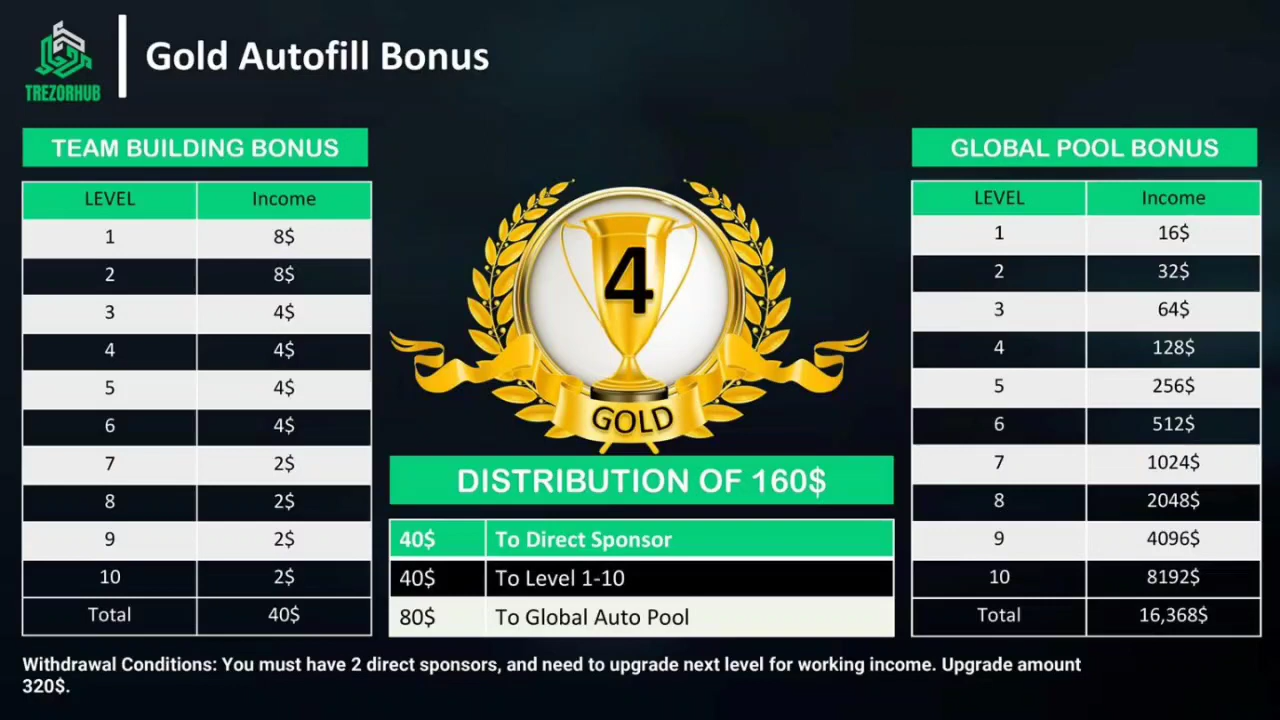 TREZORHUB
Gold Autofill Bonus
TEAM BUILDING BONUS
LEVEL Income
1 8$
2 8$
3 4$
4 4$
5 4$
6 4$
7 2$
8 2$
9 2$
10 2$
Total 40$
4
GOLD
DISTRIBUTION OF 160$
40$ To Direct Sponsor
40$ To Level 1-10
80$ To Global Auto Pool
GLOBAL POOL BONUS
LEVEL Income
1 16$
2 32$
3 64$
4 128$
5 256$
6 512$
7 1024$
8 2048$
9 4096$
10 8192$
Total 16,368$
Withdrawal Conditions: You must have 2 direct sponsors, and need to upgrade next level for working income. Upgrade amount
320$.